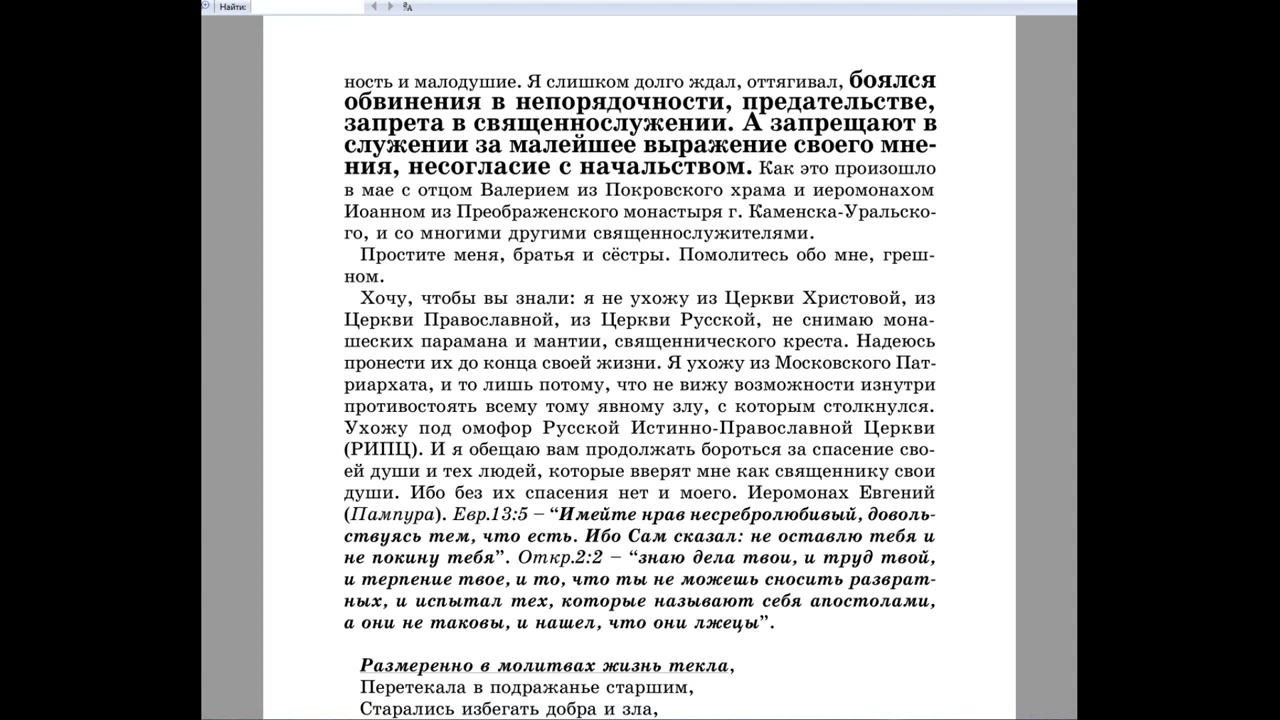 Найти:
ность и малодушие. Я слишком долго ждал, оттягивал, боялся
обвинения в непорядочности, предательстве,
запрета в священнослужении. А запрещают в
служении за малейшее выражение своего мне-
ния, несогласие с начальством. Как это произошло
в мае с отцом Валерием из Покровского храма и иеромонахом
Иоанном из Преображенского монастыря г. Каменска-Уральско-
го, и со многими другими священнослужителями.
Простите меня, братья и сёстры. Помолитесь обо мне, греш-
ном.
Хочу, чтобы вы знали: я не ухожу из Церкви Христовой, из
Церкви Православной, из Церкви Русской, не снимаю мона-
шеских парамана и мантии, священнического креста. Надеюсь
пронести их до конца своей жизни. Я ухожу из Московского Пат-
риархата, и то лишь потому, что не вижу возможности изнутри
противостоять всему тому явному злу, с которым столкнулся.
Ухожу под омофор Русской Истинно-Православной Церкви
(РИПЦ). И я обещаю вам продолжать бороться за спасение сво-
ей души и тех людей, которые вверят мне как священнику свои
души. Ибо без их спасения нет и моего. Иеромонах Евгений
(Пампура). Евр.13:5 – “Имейте нрав несребролюбивый, доволь-
ствуясь тем, что есть. Ибо Сам сказал: не оставлю тебя и
не покину тебя”. Откр.2:2 – “знаю дела твои, и труд твой,
и терпение твое, и то, что ты не можешь сносить разврат-
ных, и испытал тех, которые называют себя апостолами,
а они не таковы, и нашел, что они лжецы”.
Размеренно в молитвах жизнь текла,
Перетекала в подражанье старшим,
Старались избегать добра и зла,